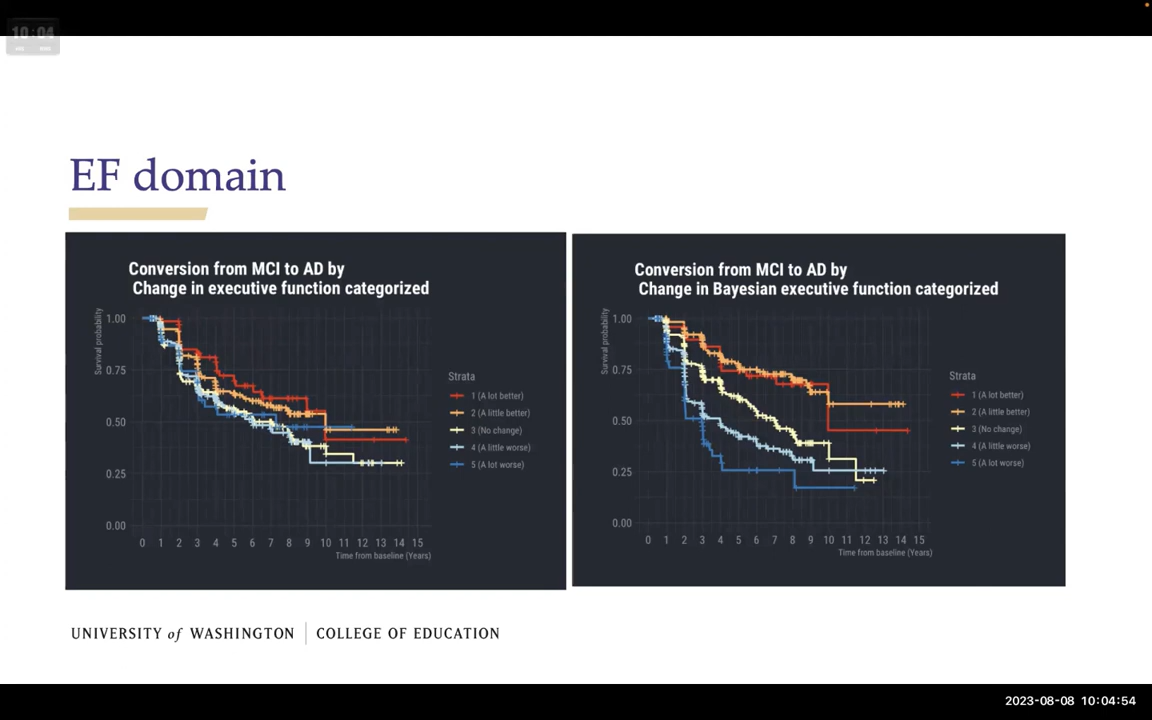 10:04
EF domain
Conversion from MCI to AD by
Change in executive function categorized
Survival probability
1.00
0.75
0.50
0.25
0.00
0 1 2 3 4 5 6 7 8 9 10 11 12 13 14 15
Time from baseline (Years)
Strata
1 (A lot better)
2 (A little better)
3 (No change)
4 (A little worse)
5 (A lot worse)
Conversion from MCI to AD by
Change in Bayesian executive function categorized
Survival probability
1.00
0.75
0.50
0.25
0.00
0 1 2 3 4 5 6 7 8 9 10 11 12 13 14 15
Time from baseline (Years)
Strata
1 (A lot better)
2 (A little better)
3 (No change)
4 (A little worse)
5 (A lot worse)
UNIVERSITY of WASHINGTON | COLLEGE OF EDUCATION
2023-08-08 10:04:54